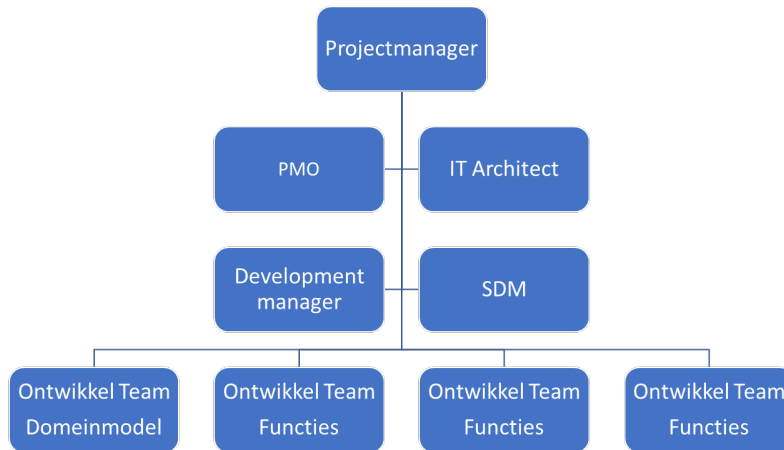 Projectmanager
PMO
IT Architect
Development
manager
SDM
Ontwikkel Team
Domeinmodel
Ontwikkel Team
Functies
Ontwikkel Team
Functies
Ontwikkel Team
Functies